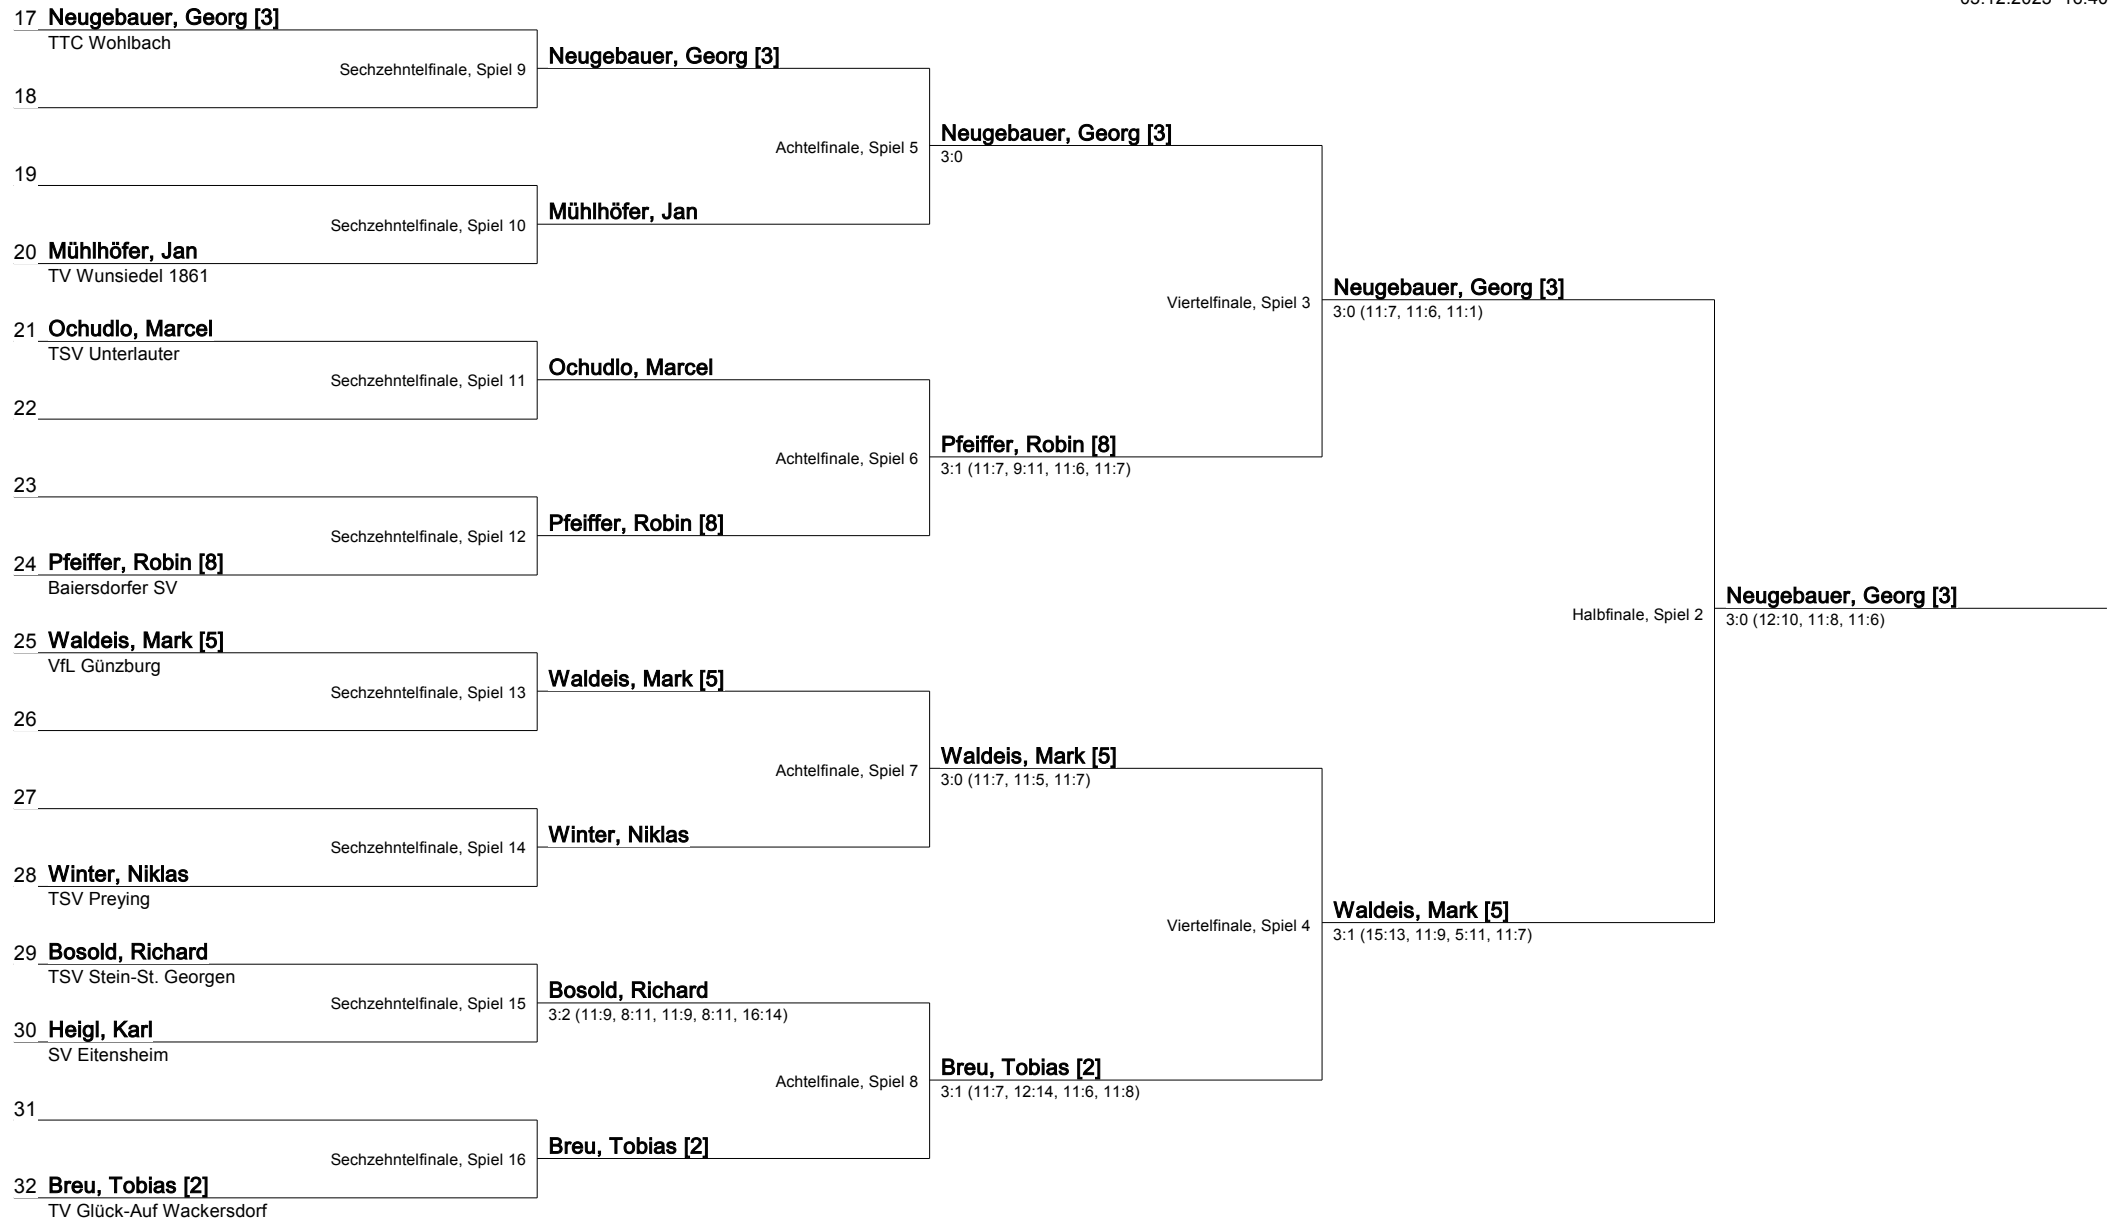 17 Neugebauer, Georg [3]
TTC Wohlbach
Sechzehntelfinale, Spiel 9
Neugebauer, Georg [3]
18
Achtelfinale, Spiel 5
Neugebauer, Georg [3]
3:0
19
Sechzehntelfinale, Spiel 10
Mühlhöfer, Jan
20 Mühlhöfer, Jan
TV Wunsiedel 1861
Viertelfinale, Spiel 3
Neugebauer, Georg [3]
3:0 (11:7, 11:6, 11:1)
21 Ochudlo, Marcel
TSV Unterlauter
Sechzehntelfinale, Spiel 11
Ochudlo, Marcel
22
Achtelfinale, Spiel 6
Pfeiffer, Robin [8]
3:1 (11:7, 9:11, 11:6, 11:7)
23
Sechzehntelfinale, Spiel 12
Pfeiffer, Robin [8]
24 Pfeiffer, Robin [8]
Baiersdorfer SV
Halbfinale, Spiel 2
Neugebauer, Georg [3]
3:0 (12:10, 11:8, 11:6)
25 Waldeis, Mark [5]
VfL Günzburg
Sechzehntelfinale, Spiel 13
Waldeis, Mark [5]
26
Achtelfinale, Spiel 7
Waldeis, Mark [5]
3:0 (11:7, 11:5, 11:7)
27
Sechzehntelfinale, Spiel 14
Winter, Niklas
28 Winter, Niklas
TSV Preying
Viertelfinale, Spiel 4
Waldeis, Mark [5]
3:1 (15:13, 11:9, 5:11, 11:7)
29 Bosold, Richard
TSV Stein-St. Georgen
Sechzehntelfinale, Spiel 15
Bosold, Richard
3:2 (11:9, 8:11, 11:9, 8:11, 16:14)
30 Heigl, Karl
SV Eitensheim
Achtelfinale, Spiel 8
Breu, Tobias [2]
3:1 (11:7, 12:14, 11:6, 11:8)
31
Sechzehntelfinale, Spiel 16
Breu, Tobias [2]
32 Breu, Tobias [2]
TV Glück-Auf Wackersdorf